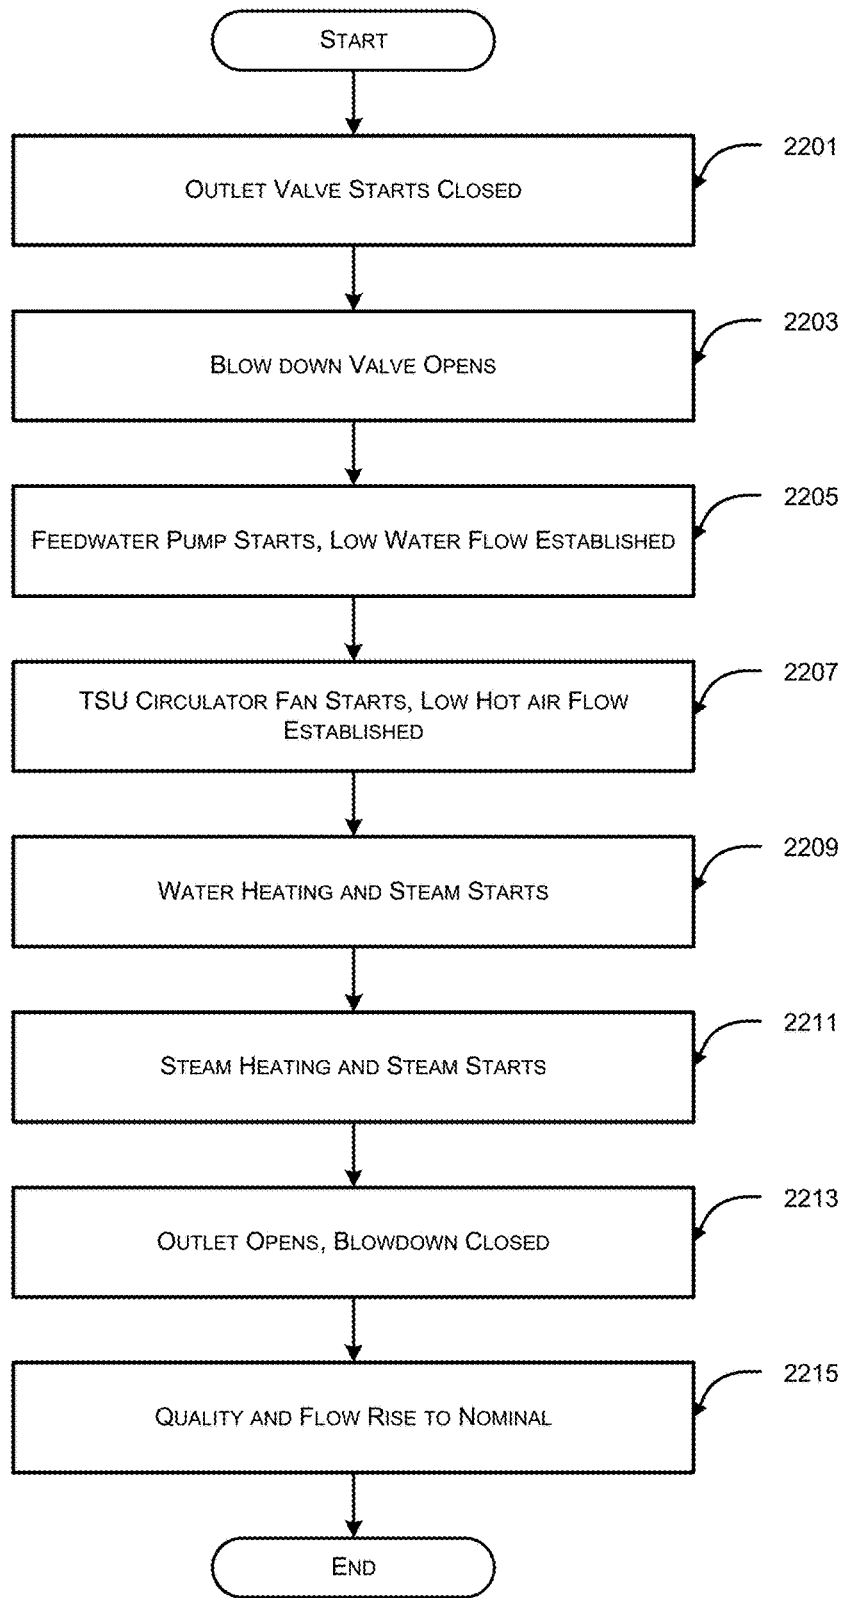 START
OUTLET VALVE STARTS CLOSED
2201
BLOW DOWN VALVE OPENS
2203
FEEDWATER PUMP STARTS, LOW WATER FLOW ESTABLISHED
2205
TSU CIRCULATOR FAN STARTS, LOW HOT AIR FLOW
ESTABLISHED
2207
WATER HEATING AND STEAM STARTS
2209
STEAM HEATING AND STEAM STARTS
2211
OUTLET OPENS, BLOWDOWN CLOSED
2213
QUALITY AND FLOW RISE TO NOMINAL
2215
END